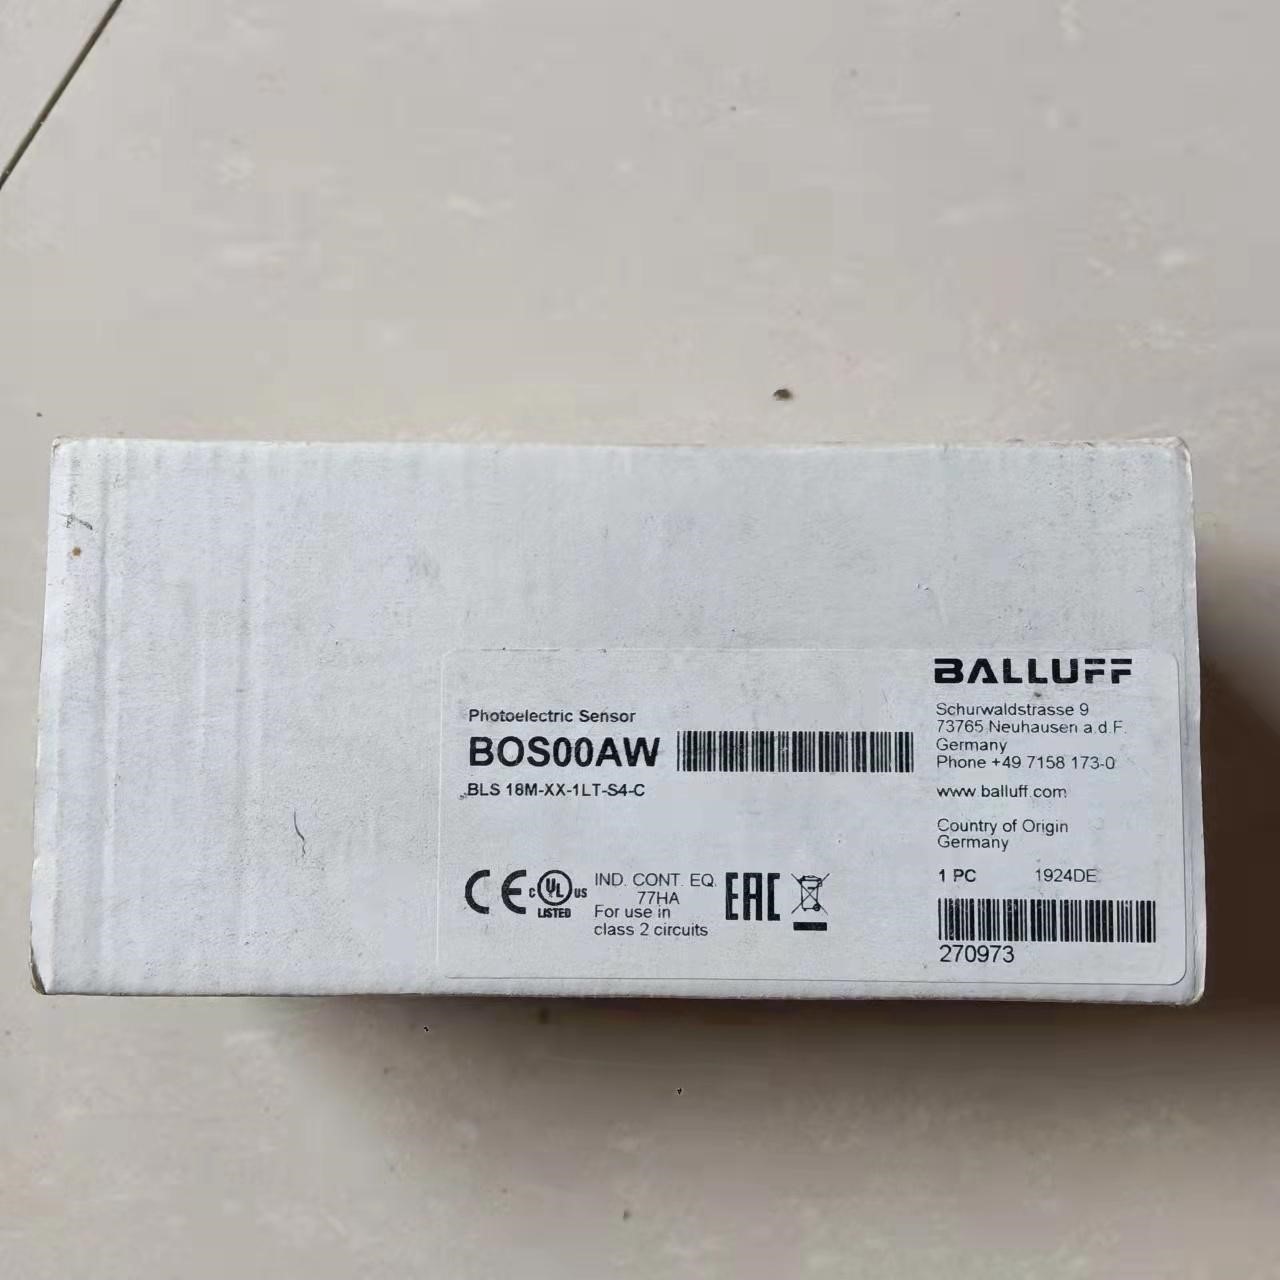 Photoelectric Sensor
BOS00AW
BLS 18M-XX-1LT-S4-C
CE
C UL US
LISTED
IND. CONT. EQ.
77HA
For use in
class 2 circuits
EAC
BALLUFF
Schurwaldstrasse 9
73765 Neuhausen a.d.F.
Germany
Phone +49 7158 173-0
www.balluff.com
Country of Origin
Germany
1 PC 1924DE
270973